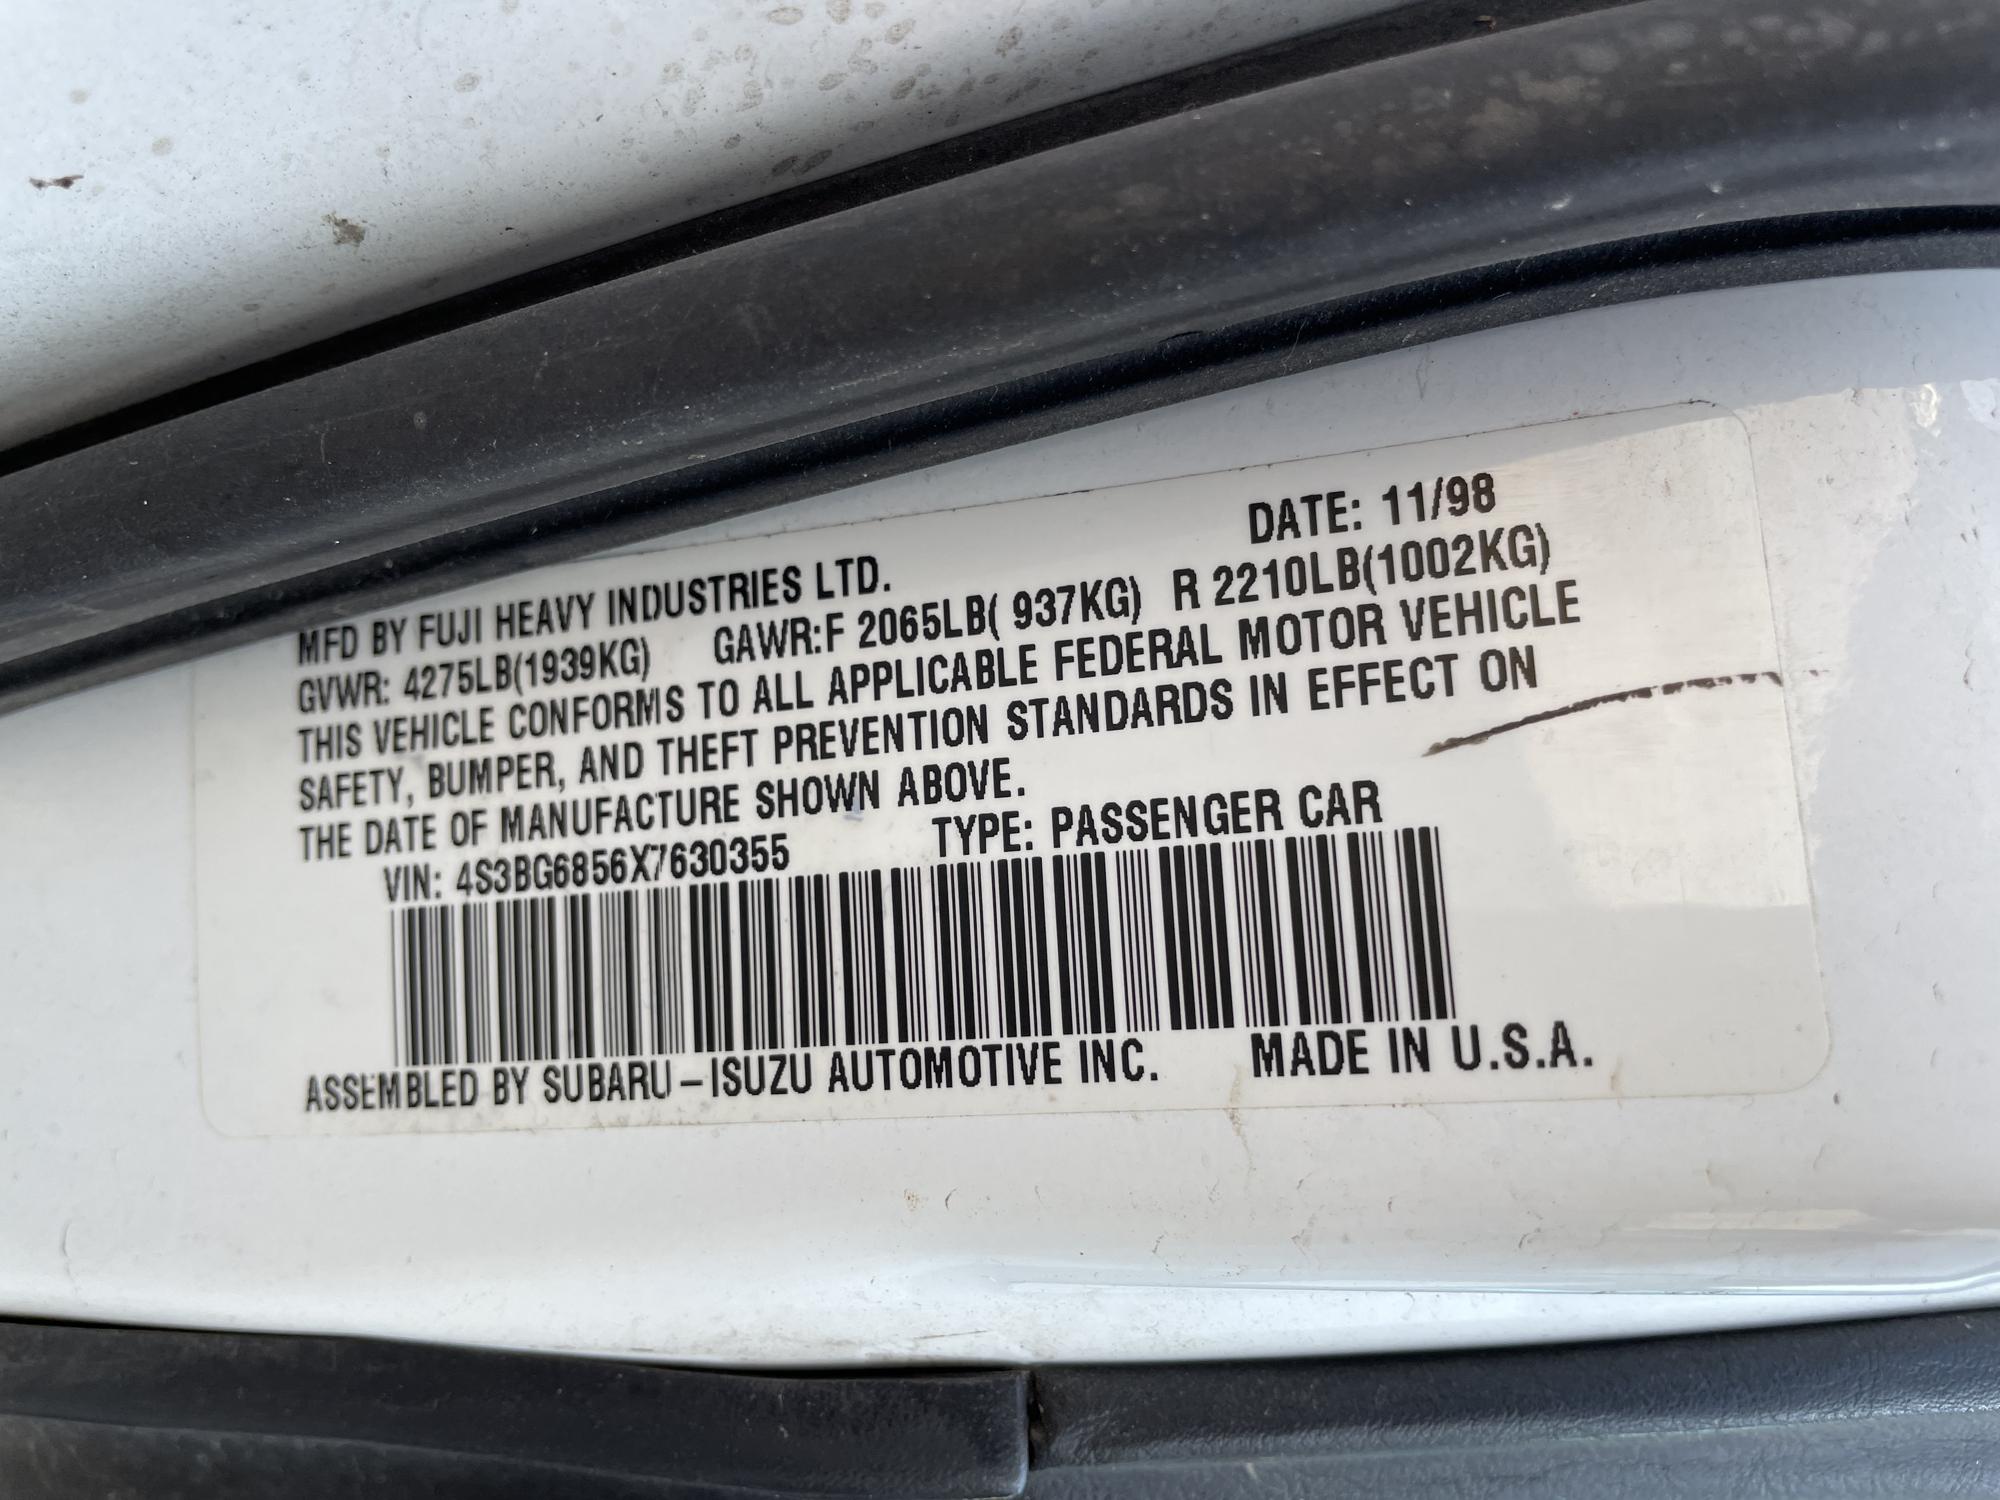 DATE: 11/98
MFD BY FUJI HEAVY INDUSTRIES LTD.
GVWR: 4275LB(1939KG) GAWR:F 2065LB( 937KG) R 2210LB(1002KG)
THIS VEHICLE CONFORMS TO ALL APPLICABLE FEDERAL MOTOR VEHICLE
SAFETY, BUMPER, AND THEFT PREVENTION STANDARDS IN EFFECT ON
THE DATE OF MANUFACTURE SHOWN ABOVE.
VIN: 4S3BG6856X7630355 TYPE: PASSENGER CAR
ASSEMBLED BY SUBARU-ISUZU AUTOMOTIVE INC. MADE IN U.S.A.